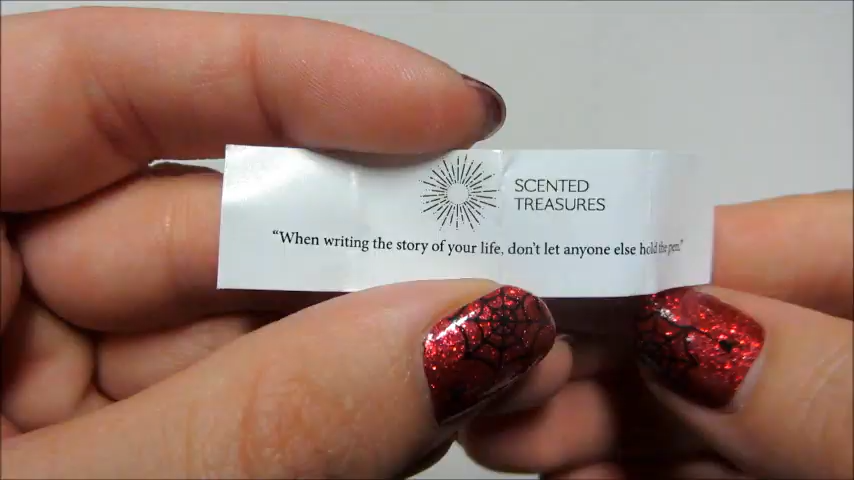 SCENTED
TREASURES
“When writing the story of your life, don't let anyone else hold the pen.”